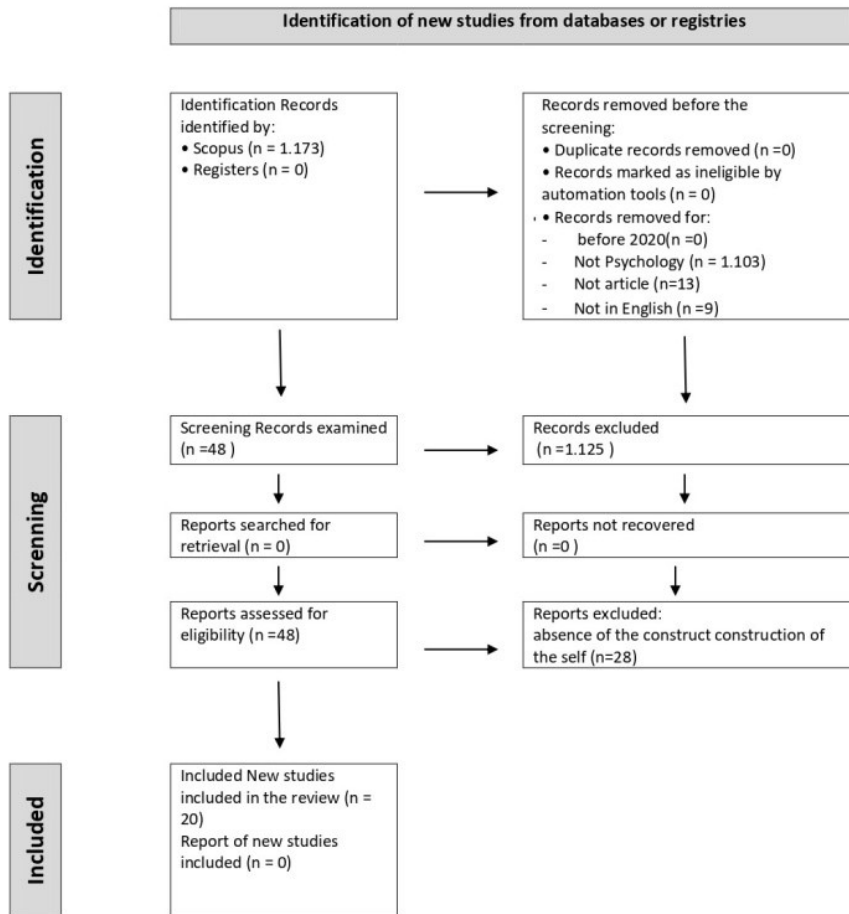 Identification of new studies from databases or registries
Identification
Identification Records
identified by:
• Scopus (n = 1.173)
• Registers (n = 0)
Records removed before the
screening:
• Duplicate records removed (n =0)
• Records marked as ineligible by
automation tools (n = 0)
• Records removed for:
- before 2020(n =0)
- Not Psychology (n = 1.103)
- Not article (n=13)
- Not in English (n =9)
Screnning
Screening Records examined
(n =48 )
Records excluded
(n =1.125 )
Reports searched for
retrieval (n = 0)
Reports not recovered
(n =0 )
Reports assessed for
eligibility (n =48)
Reports excluded:
absence of the construct construction of
the self (n=28)
Included
Included New studies
included in the review (n =
20)
Report of new studies
included (n = 0)